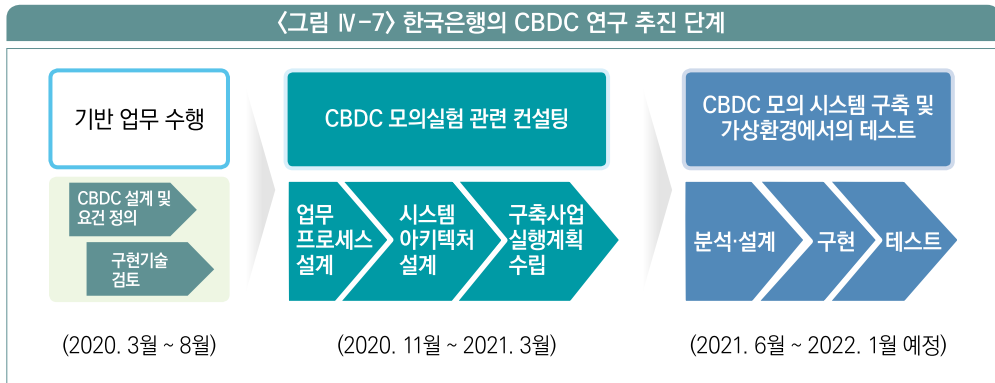 <그림 Ⅳ-7> 한국은행의 CBDC 연구 추진 단계
기반 업무 수행
CBDC 설계 및
요건 정의
구현기술
검토
(2020. 3월 ~ 8월)
CBDC 모의실험 관련 컨설팅
업무
프로세스
설계
시스템
아키텍처
설계
구축사업
실행계획
수립
(2020. 11월 ~ 2021. 3월)
CBDC 모의 시스템 구축 및
가상환경에서의 테스트
분석·설계
구현
테스트
(2021. 6월 ~ 2022. 1월 예정)